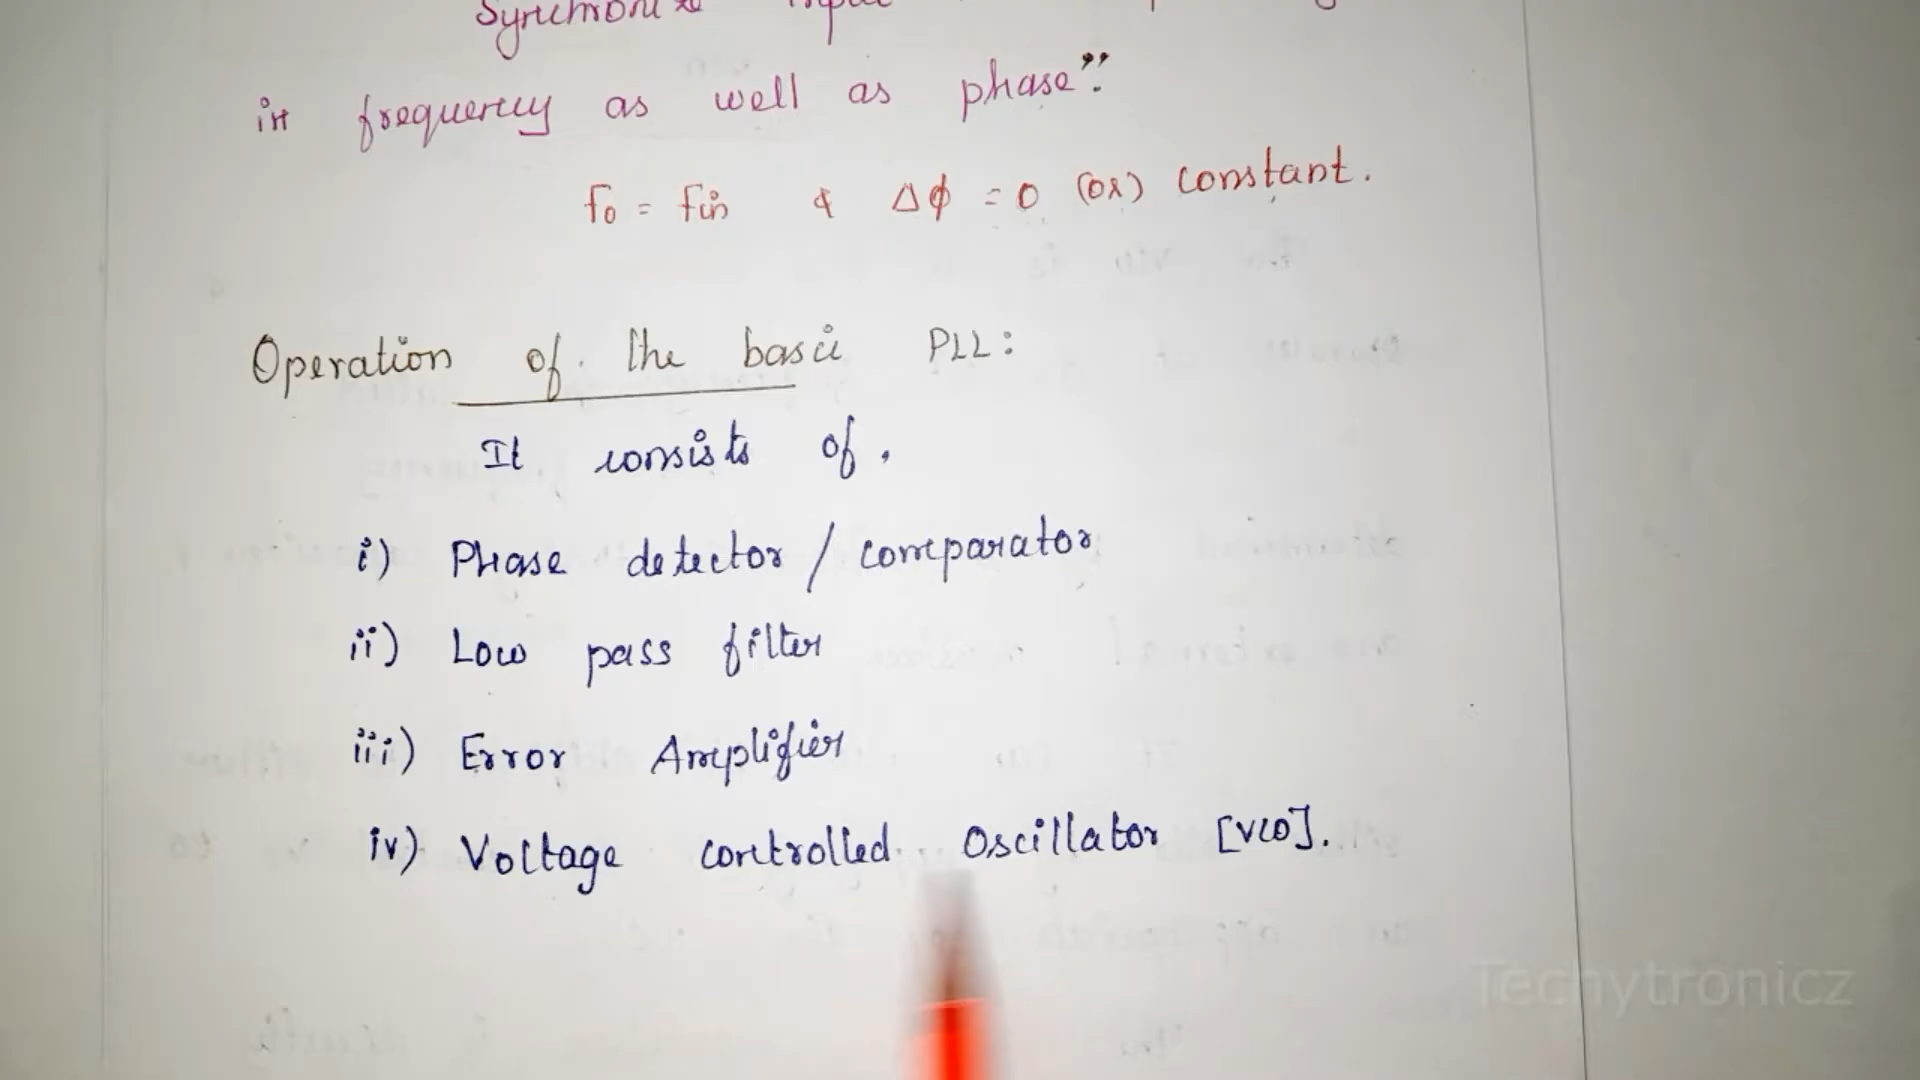 in frequency as well as phase".
fo = fin & Δϕ = 0 (or) constant.
Operation of the basic PLL:
It consists of,
i) Phase detector / comparator
ii) Low pass filter
iii) Error Amplifier
iv) Voltage controlled Oscillator [VCO].
Techytronicz